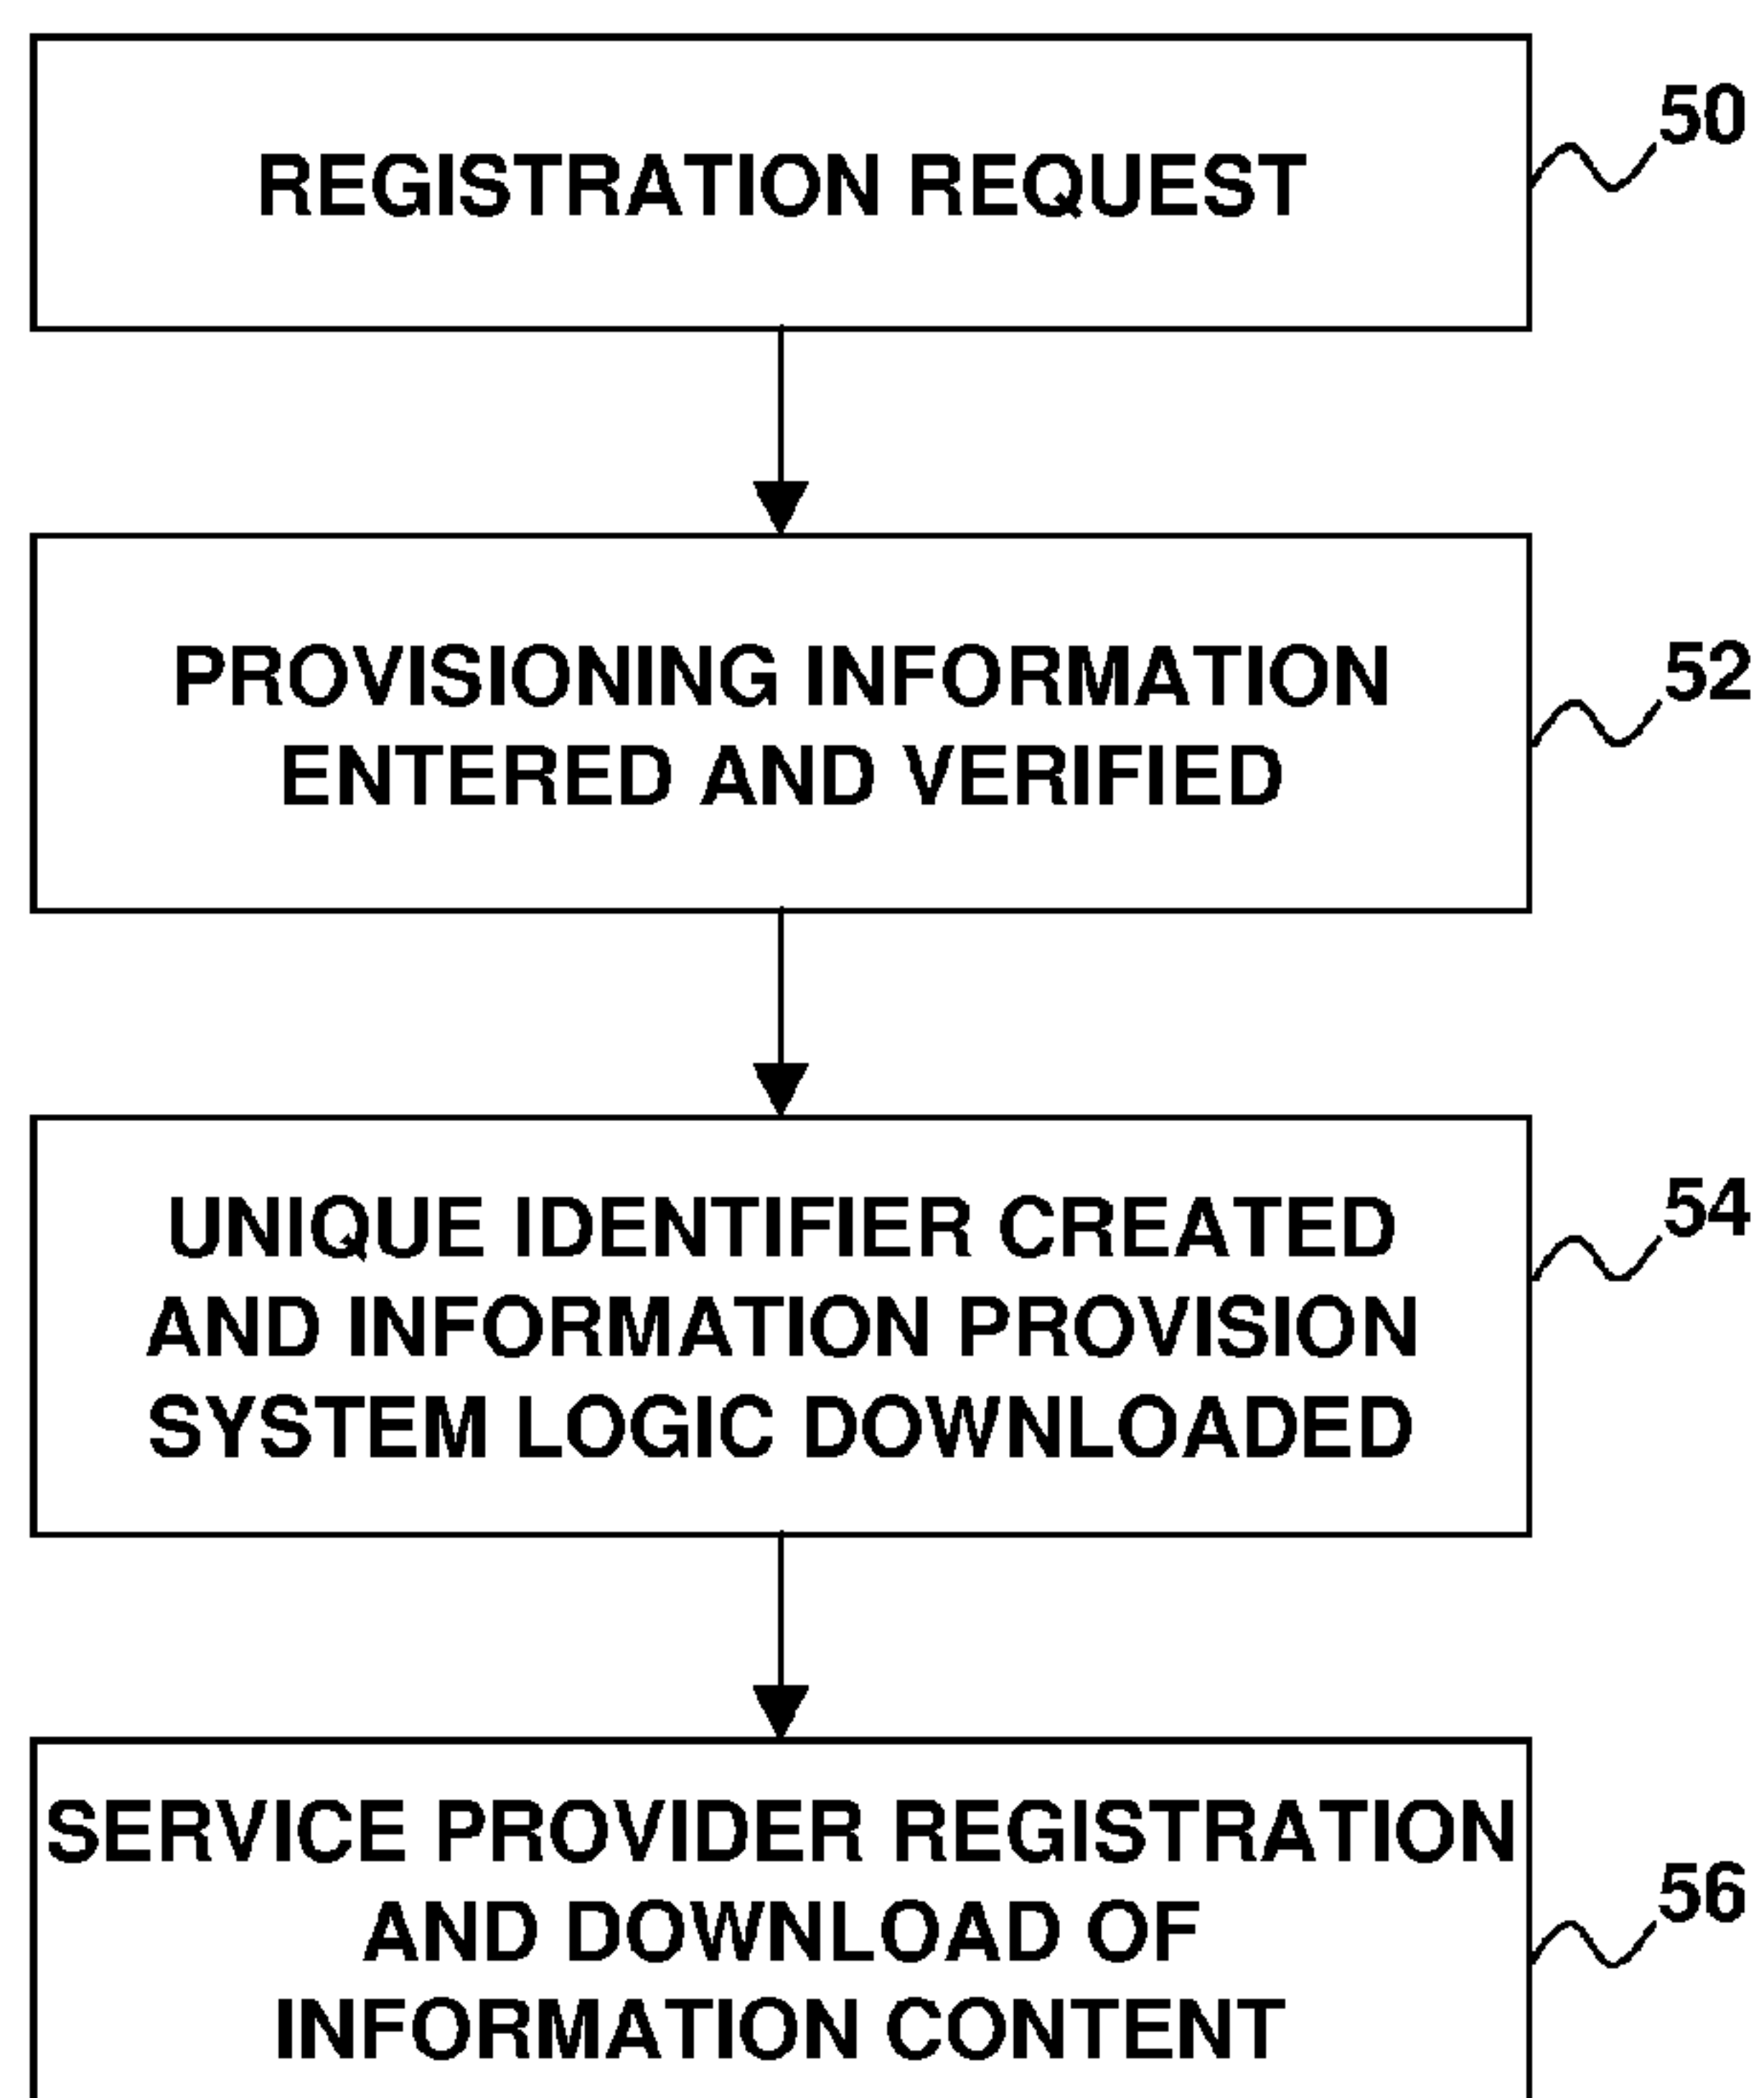 REGISTRATION REQUEST
50
PROVISIONING INFORMATION
ENTERED AND VERIFIED
52
UNIQUE IDENTIFIER CREATED
AND INFORMATION PROVISION
SYSTEM LOGIC DOWNLOADED
54
SERVICE PROVIDER REGISTRATION
AND DOWNLOAD OF
INFORMATION CONTENT
56